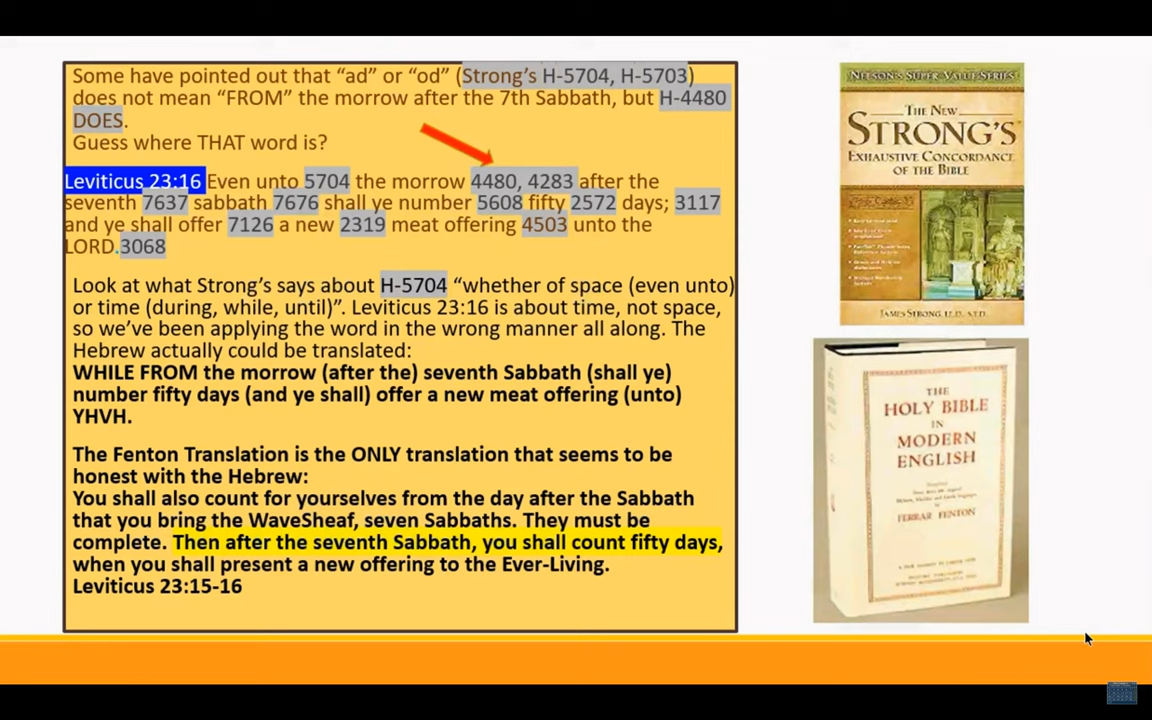 Some have pointed out that “ad” or “od” (Strong’s H-5704, H-5703)
does not mean “FROM” the morrow after the 7th Sabbath, but H-4480
DOES.
Guess where THAT word is?
Leviticus 23:16 Even unto 5704 the morrow 4480, 4283 after the
seventh 7637 sabbath 7676 shall ye number 5608 fifty 2572 days; 3117
and ye shall offer 7126 a new 2319 meat offering 4503 unto the
LORD.3068
Look at what Strong’s says about H-5704 “whether of space (even unto)
or time (during, while, until)”. Leviticus 23:16 is about time, not space,
so we’ve been applying the word in the wrong manner all along. The
Hebrew actually could be translated:
WHILE FROM the morrow (after the) seventh Sabbath (shall ye)
number fifty days (and ye shall) offer a new meat offering (unto)
YHVH.
The Fenton Translation is the ONLY translation that seems to be
honest with the Hebrew:
You shall also count for yourselves from the day after the Sabbath
that you bring the WaveSheaf, seven Sabbaths. They must be
complete. Then after the seventh Sabbath, you shall count fifty days,
when you shall present a new offering to the Ever-Living.
Leviticus 23:15-16
NELSON'S SUPER VALUE SERIES
THE NEW
STRONG'S
EXHAUSTIVE CONCORDANCE
OF THE BIBLE
JAMES STRONG, LL.D., S.T.D.
THE
HOLY BIBLE
IN
MODERN
ENGLISH
FERRAR FENTON